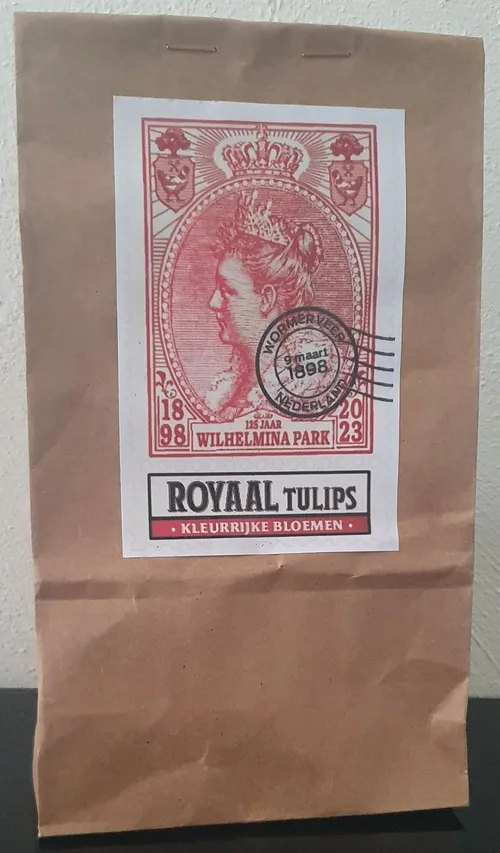 WORMERVEER
9 maart
1898
NEDERLAND
18
98
20
23
125 JAAR
WILHELMINA PARK
ROYAAL TULIPS
• KLEURRIJKE BLOEMEN •